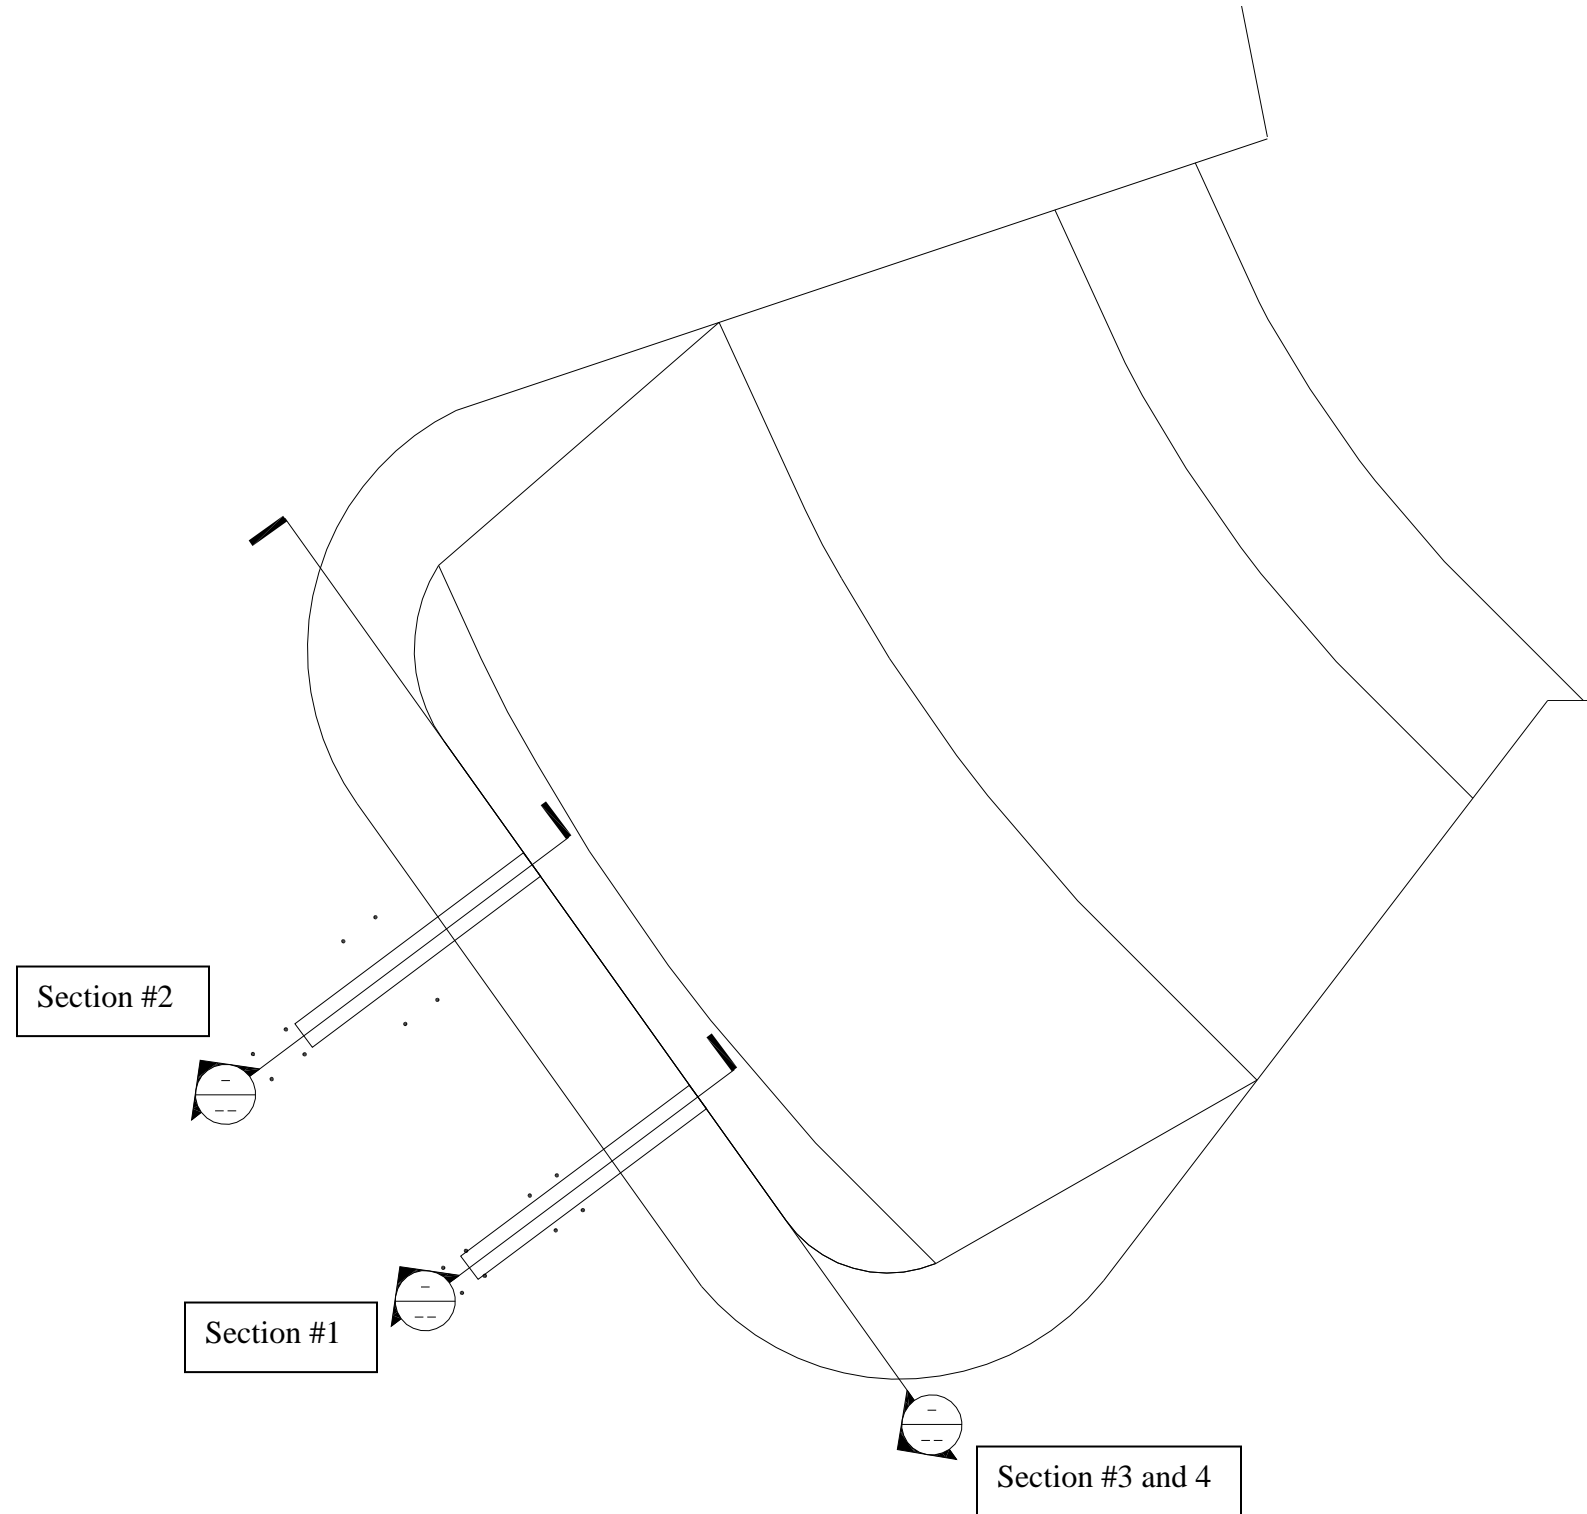 Section #2
–
– –
Section #1
–
– –
–
– –
Section #3 and 4